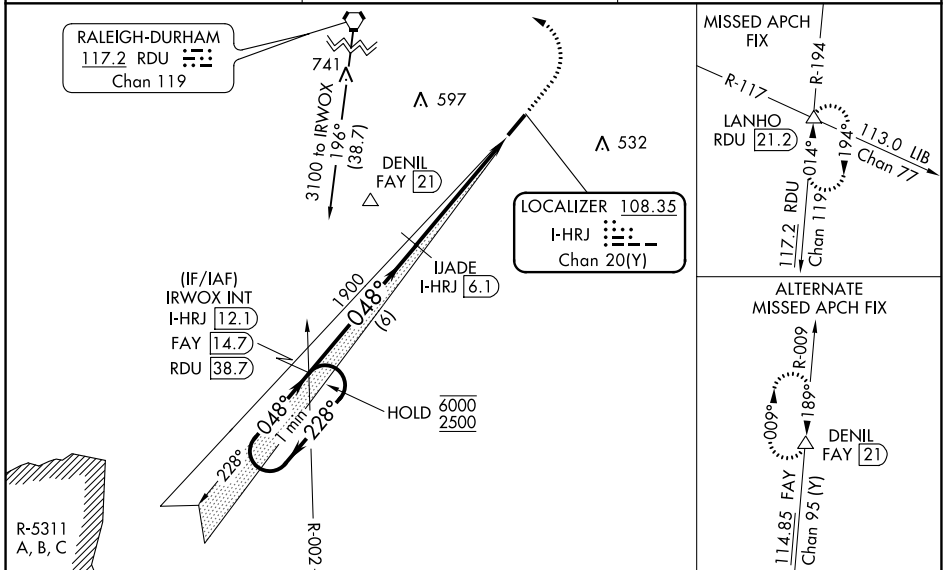 RALEIGH-DURHAM
117.2 RDU
Chan 119
741
597
532
3100 to IRWOX
196°
(38.7)
DENIL
FAY 21
LOCALIZER 108.35
I-HRJ
Chan 20(Y)
IJADE
I-HRJ 6.1
1900
048°
(6)
(IF/IAF)
IRWOX INT
I-HRJ 12.1
FAY 14.7
RDU 38.7
HOLD 6000
2500
048°
1 min
228°
228°
R-002
R-5311
A, B, C
MISSED APCH
FIX
R-194
R-117
LANHO
RDU 21.2
014°
194°
113.0 LIB
Chan 77
117.2 RDU
Chan 119
ALTERNATE
MISSED APCH FIX
R-009
009°
189°
DENIL
FAY 21
114.85 FAY
Chan 95 (Y)